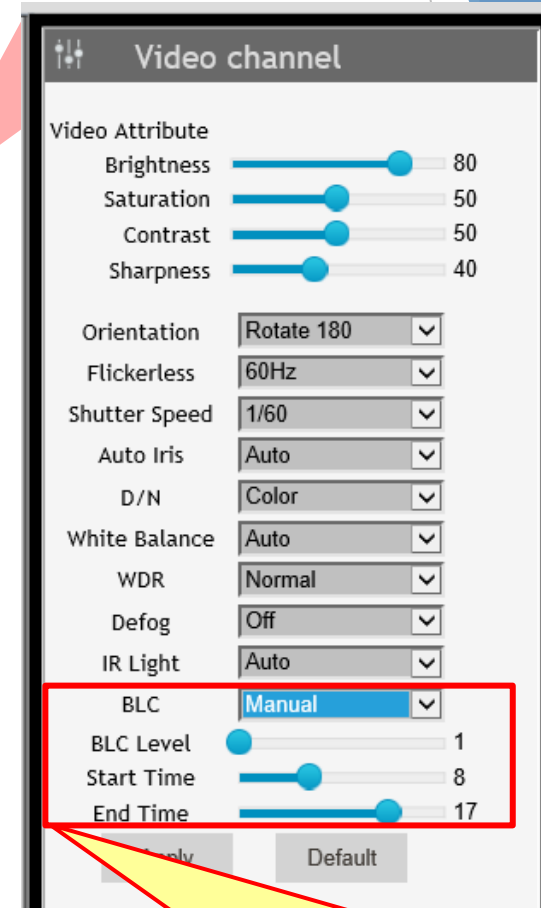 Video channel
Video Attribute
Brightness 80
Saturation 50
Contrast 50
Sharpness 40
Orientation Rotate 180
Flickerless 60Hz
Shutter Speed 1/60
Auto Iris Auto
D/N Color
White Balance Auto
WDR Normal
Defog Off
IR Light Auto
BLC Manual
BLC Level 1
Start Time 8
End Time 17
Default